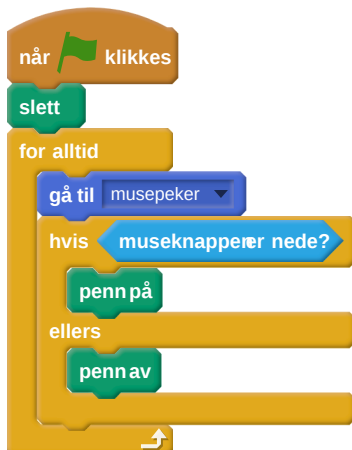 når klikkes
slett
for alltid
gå til musepeker
hvis museknappen er nede?
penn på
ellers
penn av